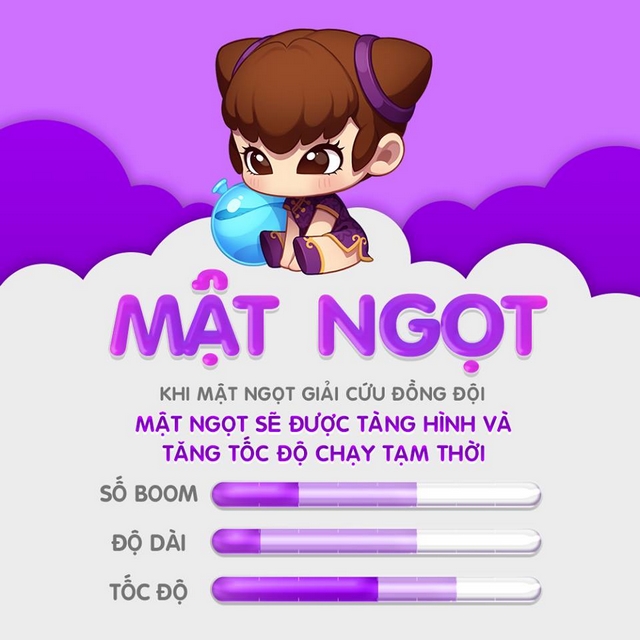 MẬT NGỌT
KHI MẬT NGỌT GIẢI CỨU ĐỒNG ĐỘI
MẬT NGỌT SẼ ĐƯỢC TÀNG HÌNH VÀ
TĂNG TỐC ĐỘ CHẠY TẠM THỜI
SỐ BOOM
ĐỘ DÀI
TỐC ĐỘ